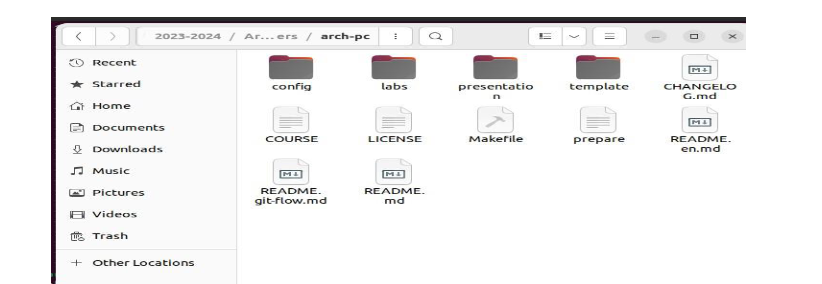 2023-2024 / Ar...ers / arch-pc
Recent
Starred
Home
Documents
Downloads
Music
Pictures
Videos
Trash
Other Locations
config
labs
presentatio
n
template
CHANGELO
G.md
COURSE
LICENSE
Makefile
prepare
README.
en.md
README.
git-flow.md
README.
md